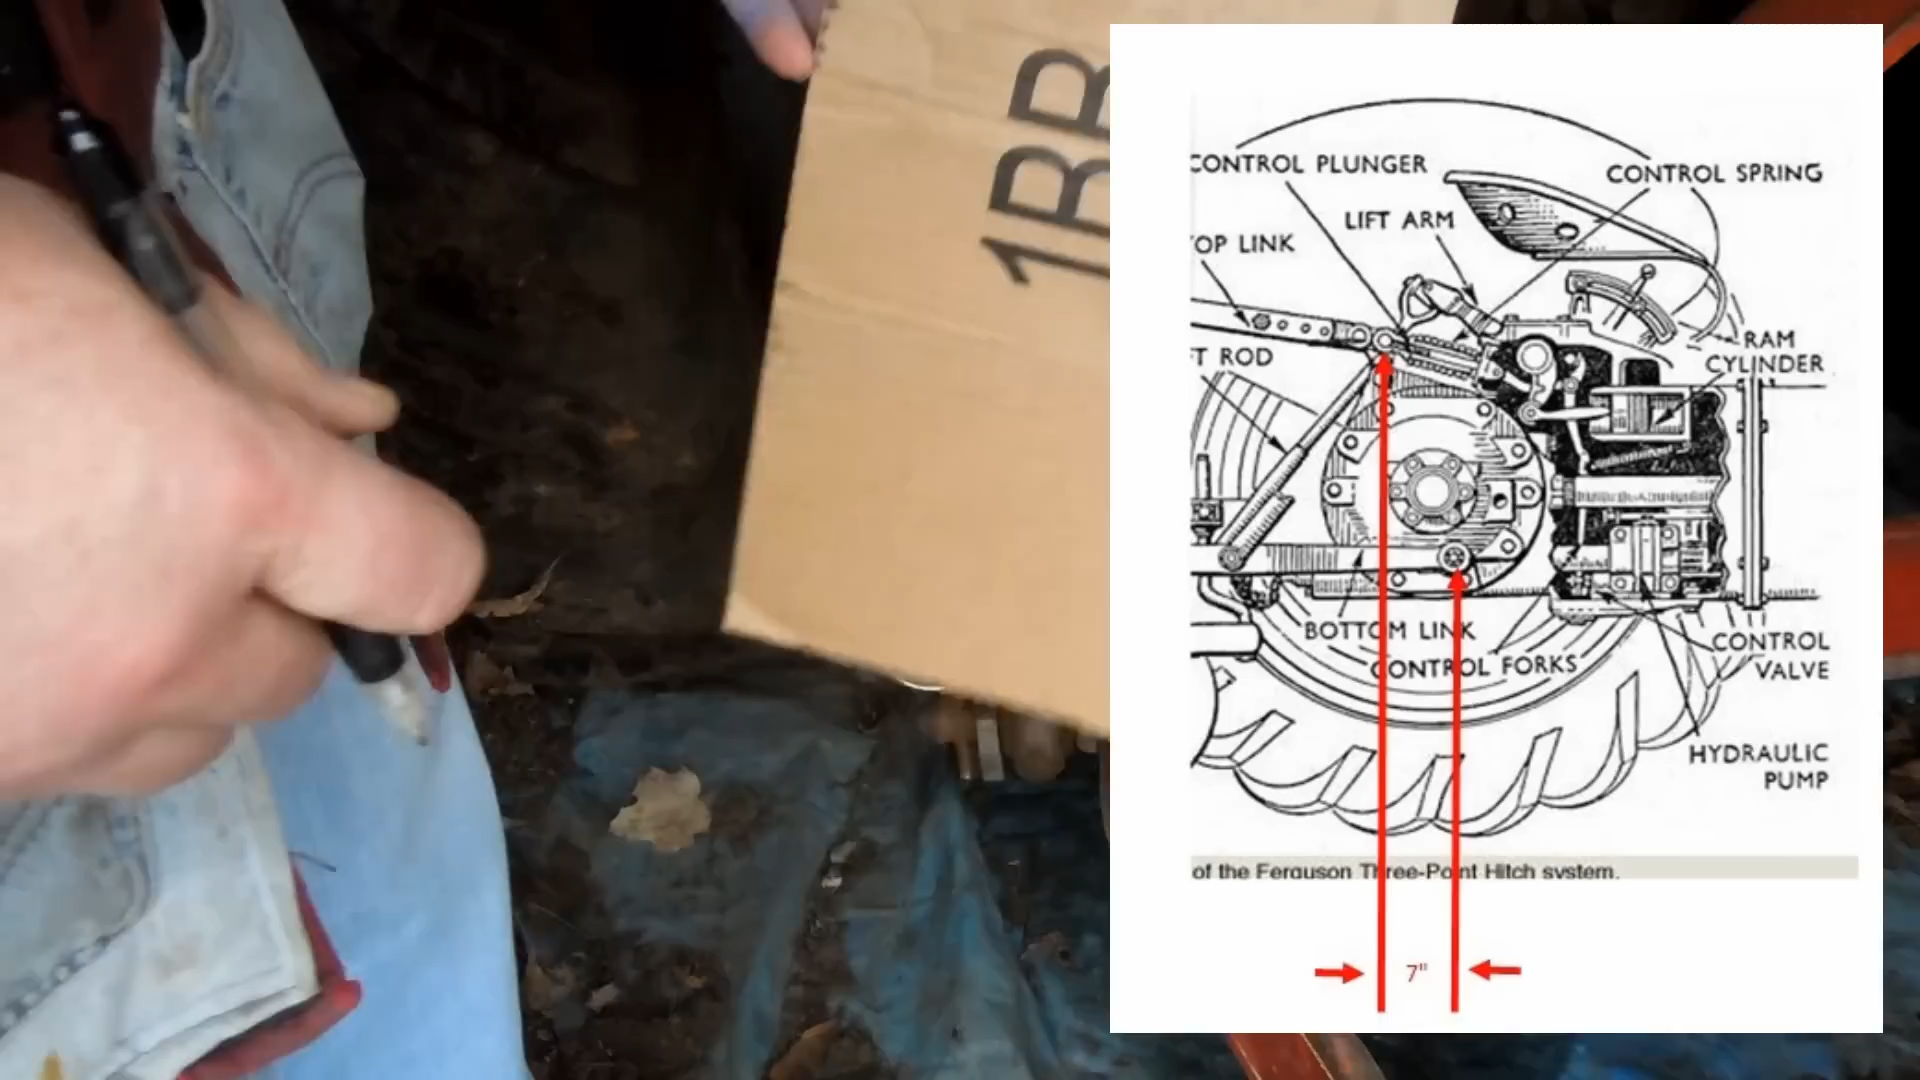 1BB
CONTROL PLUNGER
CONTROL SPRING
LIFT ARM
OP LINK
RAM
CYLINDER
FT ROD
BOTTOM LINK
CONTROL FORKS
CONTROL
VALVE
HYDRAULIC
PUMP
of the Ferguson Three-Point Hitch system.
7"